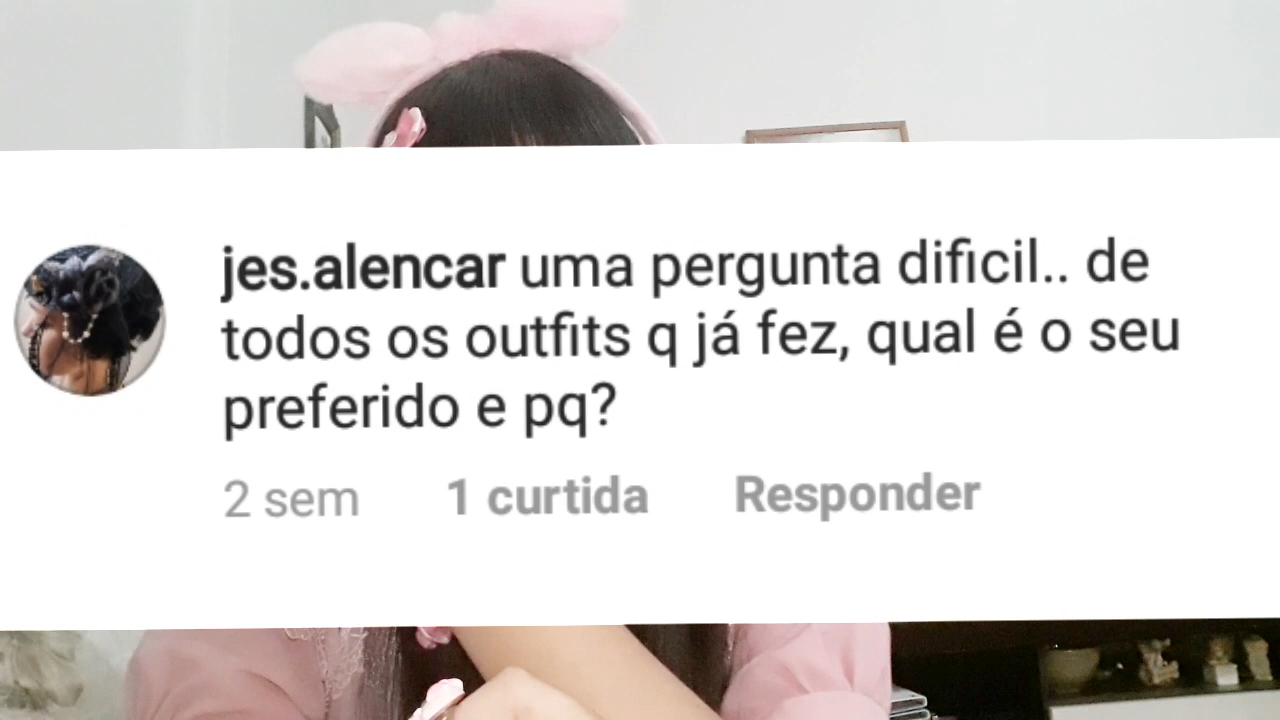 jes.alencar uma pergunta dificil.. de
todos os outfits q já fez, qual é o seu
preferido e pq?
2 sem 1 curtida Responder